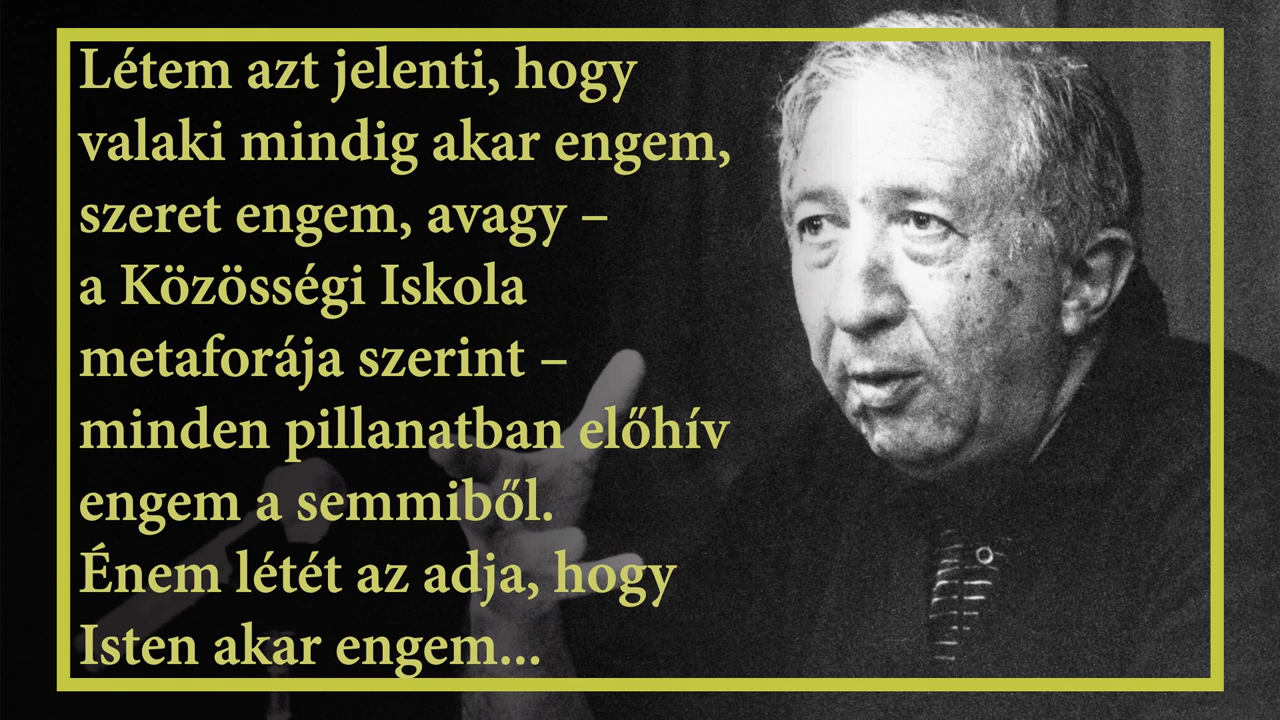 Létem azt jelenti, hogy
valaki mindig akar engem,
szeret engem, avagy –
a Közösségi Iskola
metaforája szerint –
minden pillanatban előhív
engem a semmiből.
Énem létét az adja, hogy
Isten akar engem...